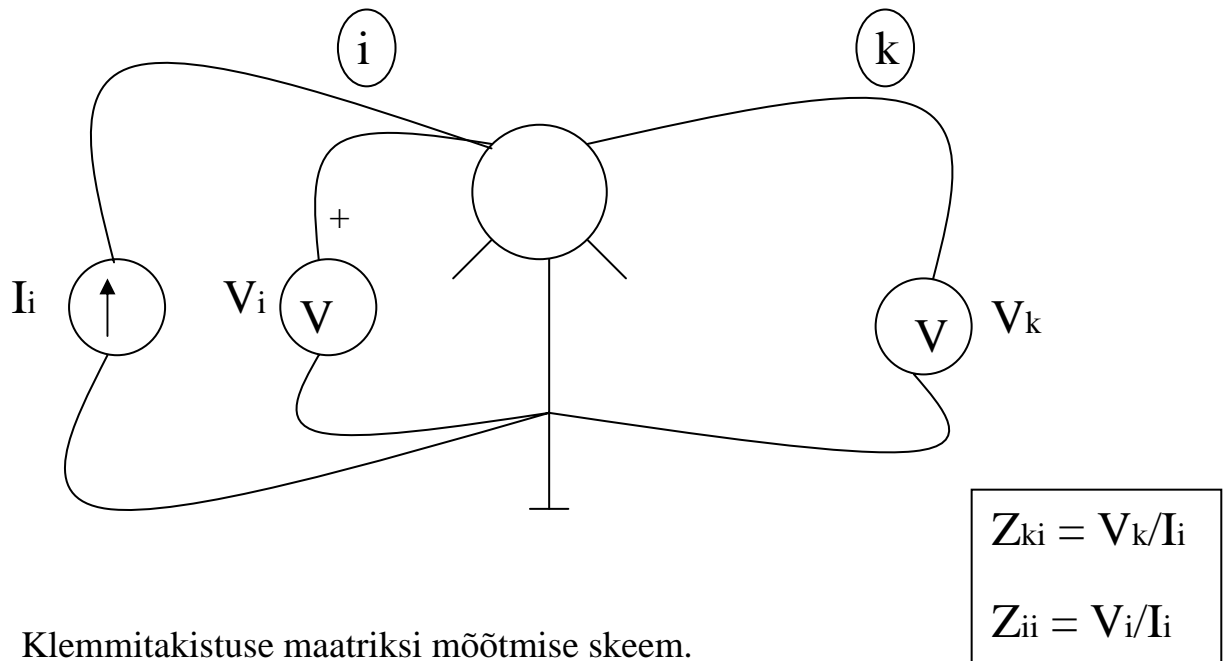 i
k
+
Ii
Vi
V
V
Vk
Zki = Vk/Ii
Zii = Vi/Ii
Klemmitakistuse maatriksi mõõtmise skeem.